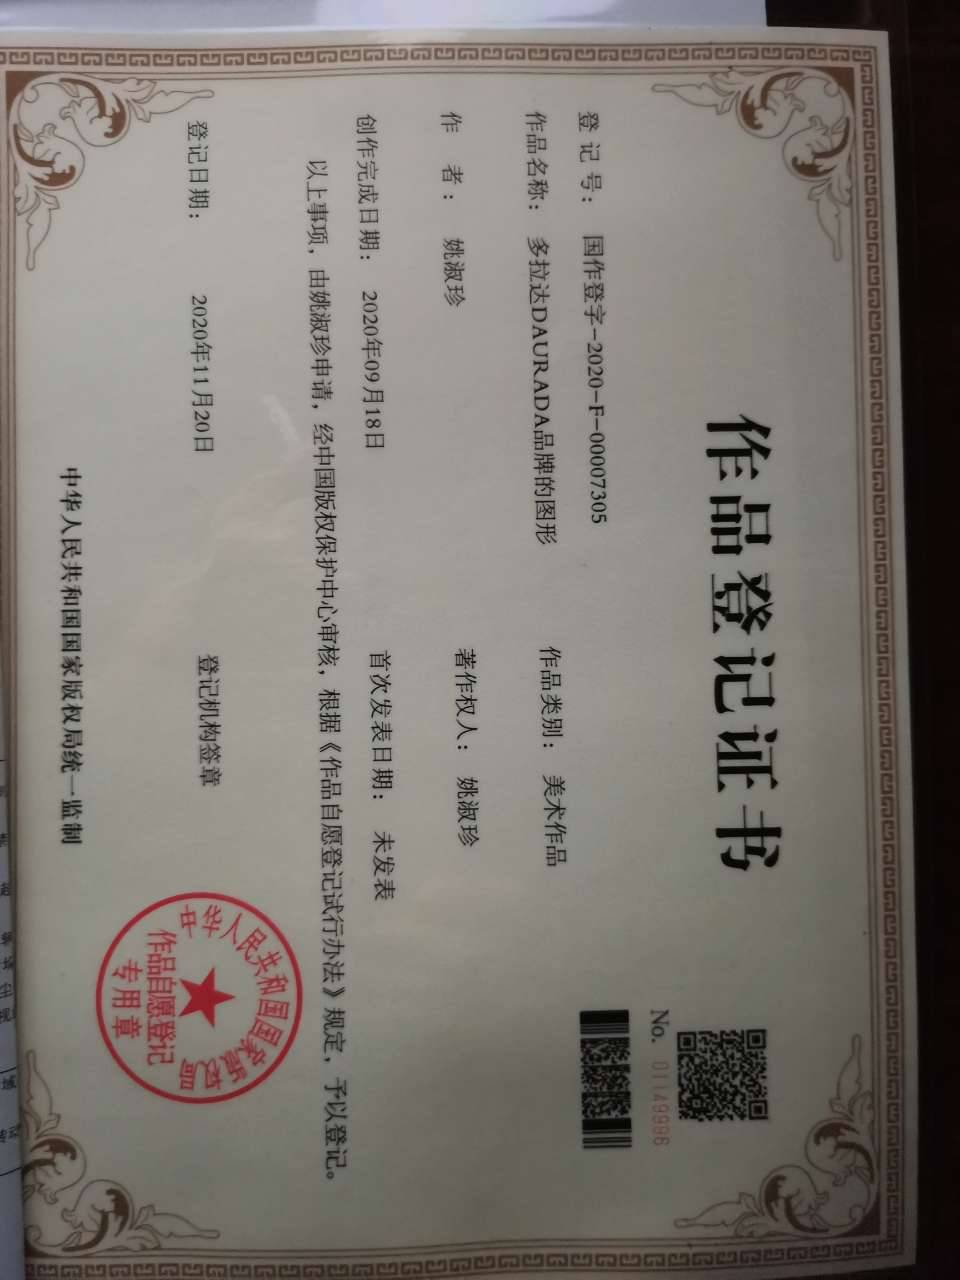 作品登记证书
No. 01149986
登 记 号： 国作登字-2020-F-00007305
作品名称： 多拉达DAURADA品牌的图形
作品类别： 美术作品
作 者： 姚淑珍
著作权人： 姚淑珍
创作完成日期： 2020年09月18日
首次发表日期： 未发表
以上事项，由姚淑珍申请，经中国版权保护中心审核，根据《作品自愿登记试行办法》规定，予以登记。
登记日期： 2020年11月20日
登记机构签章
中华人民共和国国家版权局
作品自愿登记
专用章
中华人民共和国国家版权局统一监制